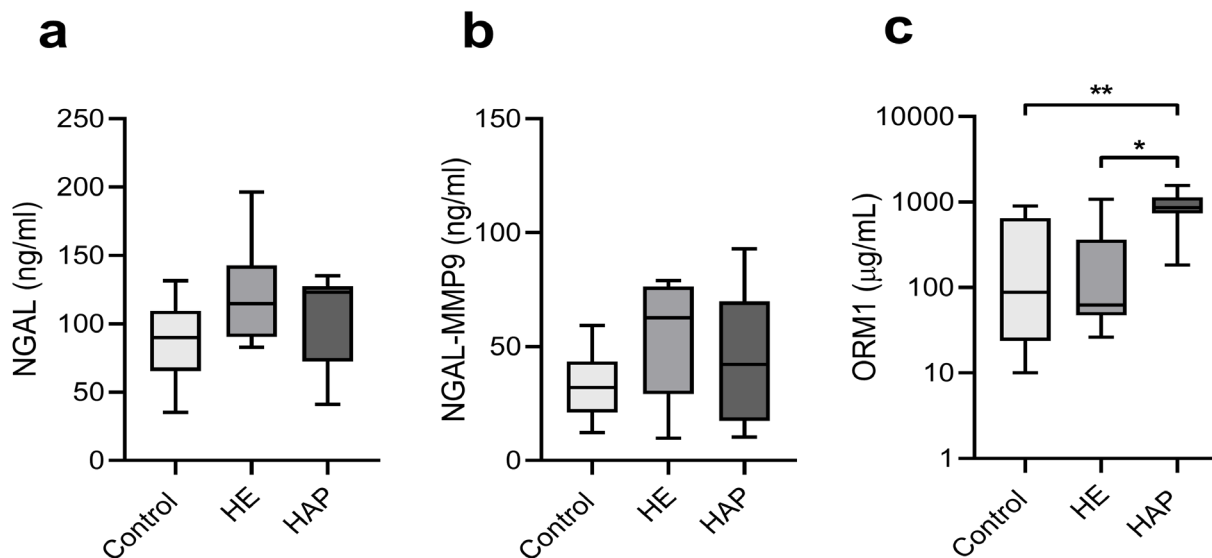 a
NGAL (ng/ml)
250
200
150
100
50
0
Control
HE
HAP
b
NGAL-MMP9 (ng/ml)
150
100
50
0
Control
HE
HAP
c
ORM1 (μg/mL)
10000
1000
100
10
1
**
*
Control
HE
HAP